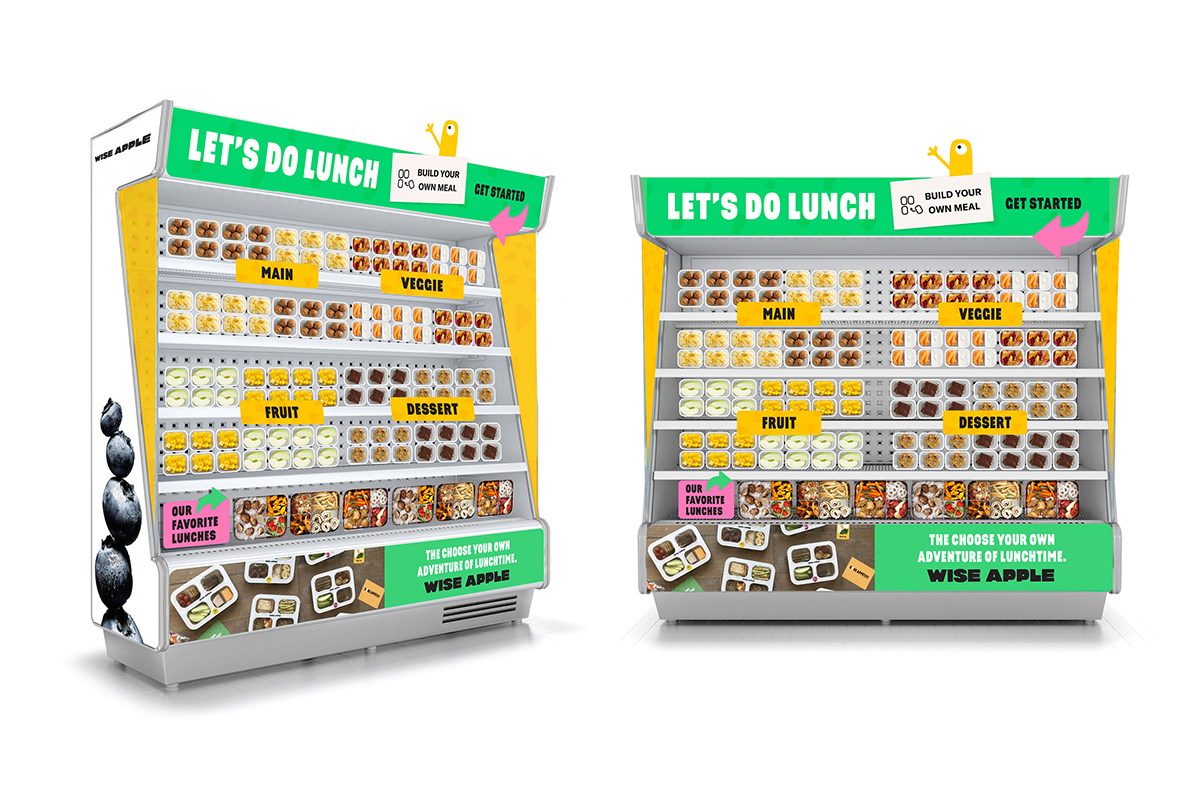 WISE APPLE
LET'S DO LUNCH
BUILD YOUR
OWN MEAL
GET STARTED
MAIN
VEGGIE
FRUIT
DESSERT
OUR
FAVORITE
LUNCHES
THE CHOOSE YOUR OWN
ADVENTURE OF LUNCHTIME.
WISE APPLE
LET'S DO LUNCH
BUILD YOUR
OWN MEAL
GET STARTED
MAIN
VEGGIE
FRUIT
DESSERT
OUR
FAVORITE
LUNCHES
THE CHOOSE YOUR OWN
ADVENTURE OF LUNCHTIME.
WISE APPLE